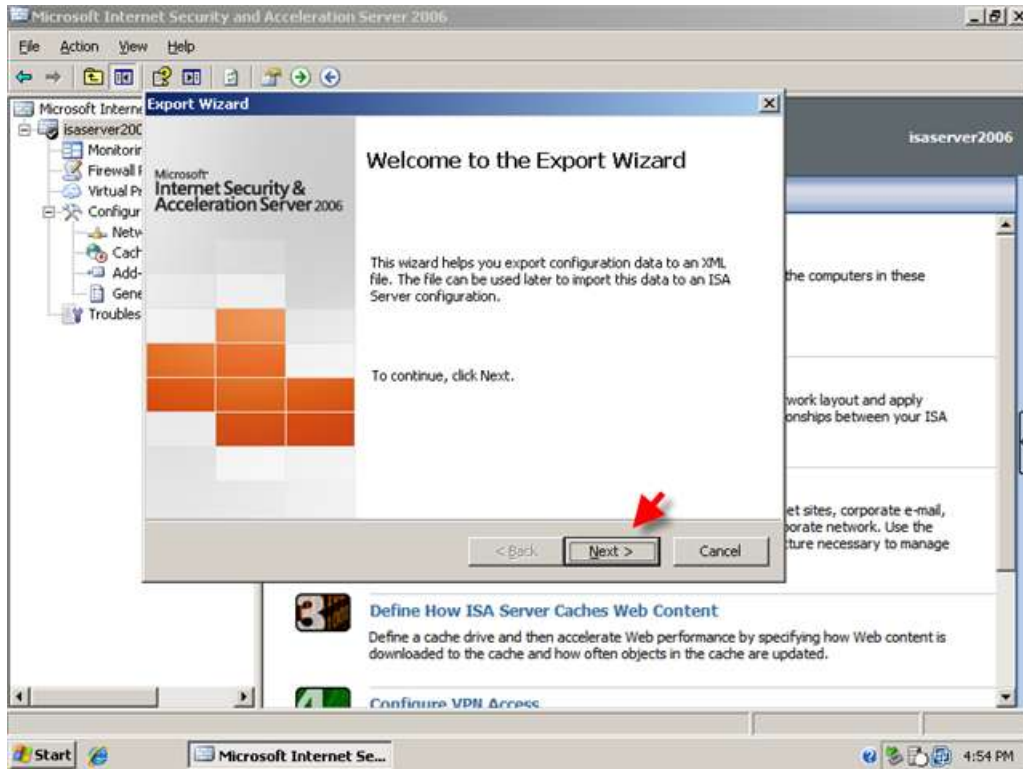 Microsoft Internet Security and Acceleration Server 2006
File Action View Help
Microsoft Interne
isaserver200
Monitorin
Firewall P
Virtual Pr
Configur
Netw
Cach
Add-
Gene
Troubles
Export Wizard
Microsoft
Internet Security &
Acceleration Server 2006
Welcome to the Export Wizard
This wizard helps you export configuration data to an XML
file. The file can be used later to import this data to an ISA
Server configuration.
To continue, click Next.
< Back Next > Cancel
isaserver2006
the computers in these
work layout and apply
onships between your ISA
et sites, corporate e-mail,
porate network. Use the
cture necessary to manage
3
Define How ISA Server Caches Web Content
Define a cache drive and then accelerate Web performance by specifying how Web content is
downloaded to the cache and how often objects in the cache are updated.
4
Configure VPN Access
Start Microsoft Internet Se... 4:54 PM